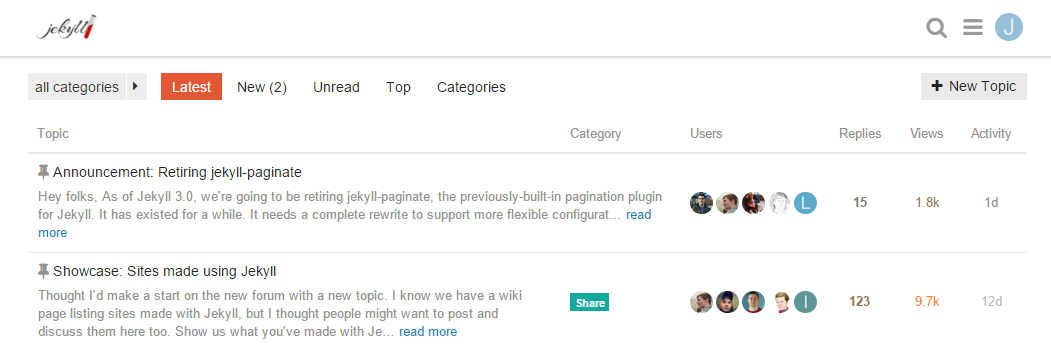 jekyll
J
all categories Latest New (2) Unread Top Categories + New Topic
Topic Category Users Replies Views Activity
Announcement: Retiring jekyll-paginate
Hey folks, As of Jekyll 3.0, we're going to be retiring jekyll-paginate, the previously-built-in pagination plugin
for Jekyll. It has existed for a while. It needs a complete rewrite to support more flexible configurat... read
more
L 15 1.8k 1d
Showcase: Sites made using Jekyll
Thought I'd make a start on the new forum with a new topic. I know we have a wiki
page listing sites made with Jekyll, but I thought people might want to post and
discuss them here too. Show us what you've made with Je... read more
Share I 123 9.7k 12d